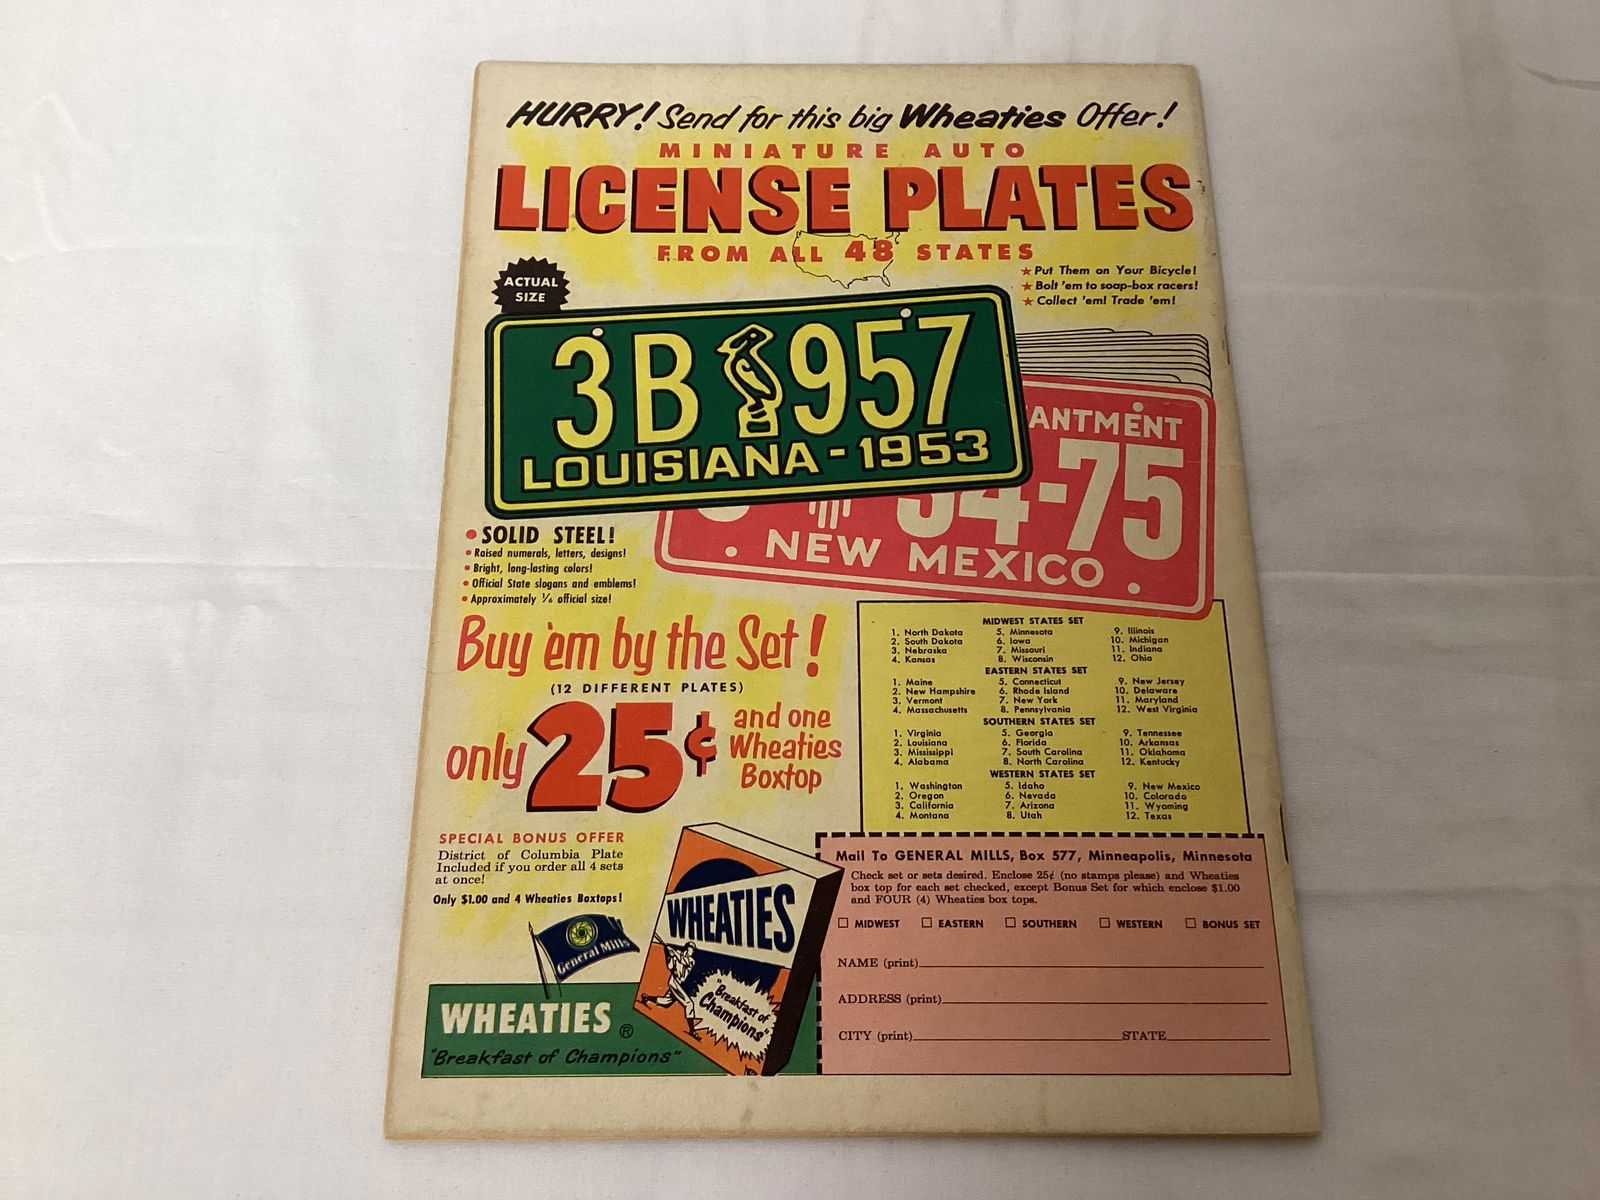 HURRY! Send for this big Wheaties Offer!
MINIATURE AUTO
LICENSE PLATES
FROM ALL 48 STATES
ACTUAL
SIZE
★ Put Them on Your Bicycle!
★ Bolt 'em to soap-box racers!
★ Collect 'em! Trade 'em!
3B 957
LOUISIANA - 1953
ANTMENT
54-75
NEW MEXICO
• SOLID STEEL!
• Raised numerals, letters, designs!
• Bright, long-lasting colors!
• Official State slogans and emblems!
• Approximately 1/6 official size!
Buy 'em by the Set!
(12 DIFFERENT PLATES)
only 25¢ and one
Wheaties
Boxtop
MIDWEST STATES SET
1. North Dakota 5. Minnesota 9. Illinois
2. South Dakota 6. Iowa 10. Michigan
3. Nebraska 7. Missouri 11. Indiana
4. Kansas 8. Wisconsin 12. Ohio
EASTERN STATES SET
1. Maine 5. Connecticut 9. New Jersey
2. New Hampshire 6. Rhode Island 10. Delaware
3. Vermont 7. New York 11. Maryland
4. Massachusetts 8. Pennsylvania 12. West Virginia
SOUTHERN STATES SET
1. Virginia 5. Georgia 9. Tennessee
2. Louisiana 6. Florida 10. Arkansas
3. Mississippi 7. South Carolina 11. Oklahoma
4. Alabama 8. North Carolina 12. Kentucky
WESTERN STATES SET
1. Washington 5. Idaho 9. New Mexico
2. Oregon 6. Nevada 10. Colorado
3. California 7. Arizona 11. Wyoming
4. Montana 8. Utah 12. Texas
SPECIAL BONUS OFFER
District of Columbia Plate
Included if you order all 4 sets
at once!
Only $1.00 and 4 Wheaties Boxtops!
General Mills
WHEATIES
"Breakfast of
Champions"
WHEATIES ®
"Breakfast of Champions"
Mail To GENERAL MILLS, Box 577, Minneapolis, Minnesota
Check set or sets desired. Enclose 25¢ (no stamps please) and Wheaties
box top for each set checked, except Bonus Set for which enclose $1.00
and FOUR (4) Wheaties box tops.
☐ MIDWEST ☐ EASTERN ☐ SOUTHERN ☐ WESTERN ☐ BONUS SET
NAME (print)
ADDRESS (print)
CITY (print) STATE